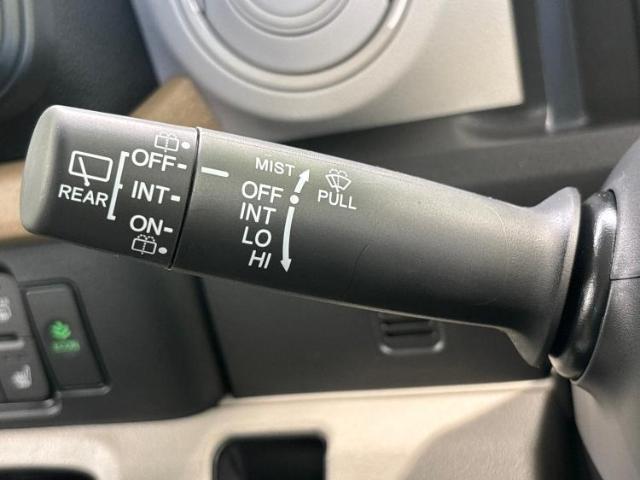 OFF-
REAR INT-
ON-
MIST
OFF
INT
LO
HI
PULL